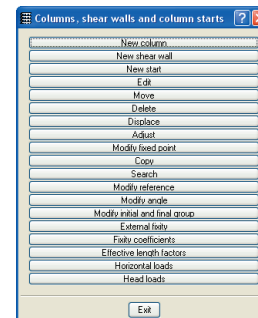 Columns, shear walls and column starts
New column
New shear wall
New start
Edit
Move
Delete
Displace
Adjust
Modify fixed point
Copy
Search
Modify reference
Modify angle
Modify initial and final group
External fixity
Fixity coefficients
Effective length factors
Horizontal loads
Head loads
Exit